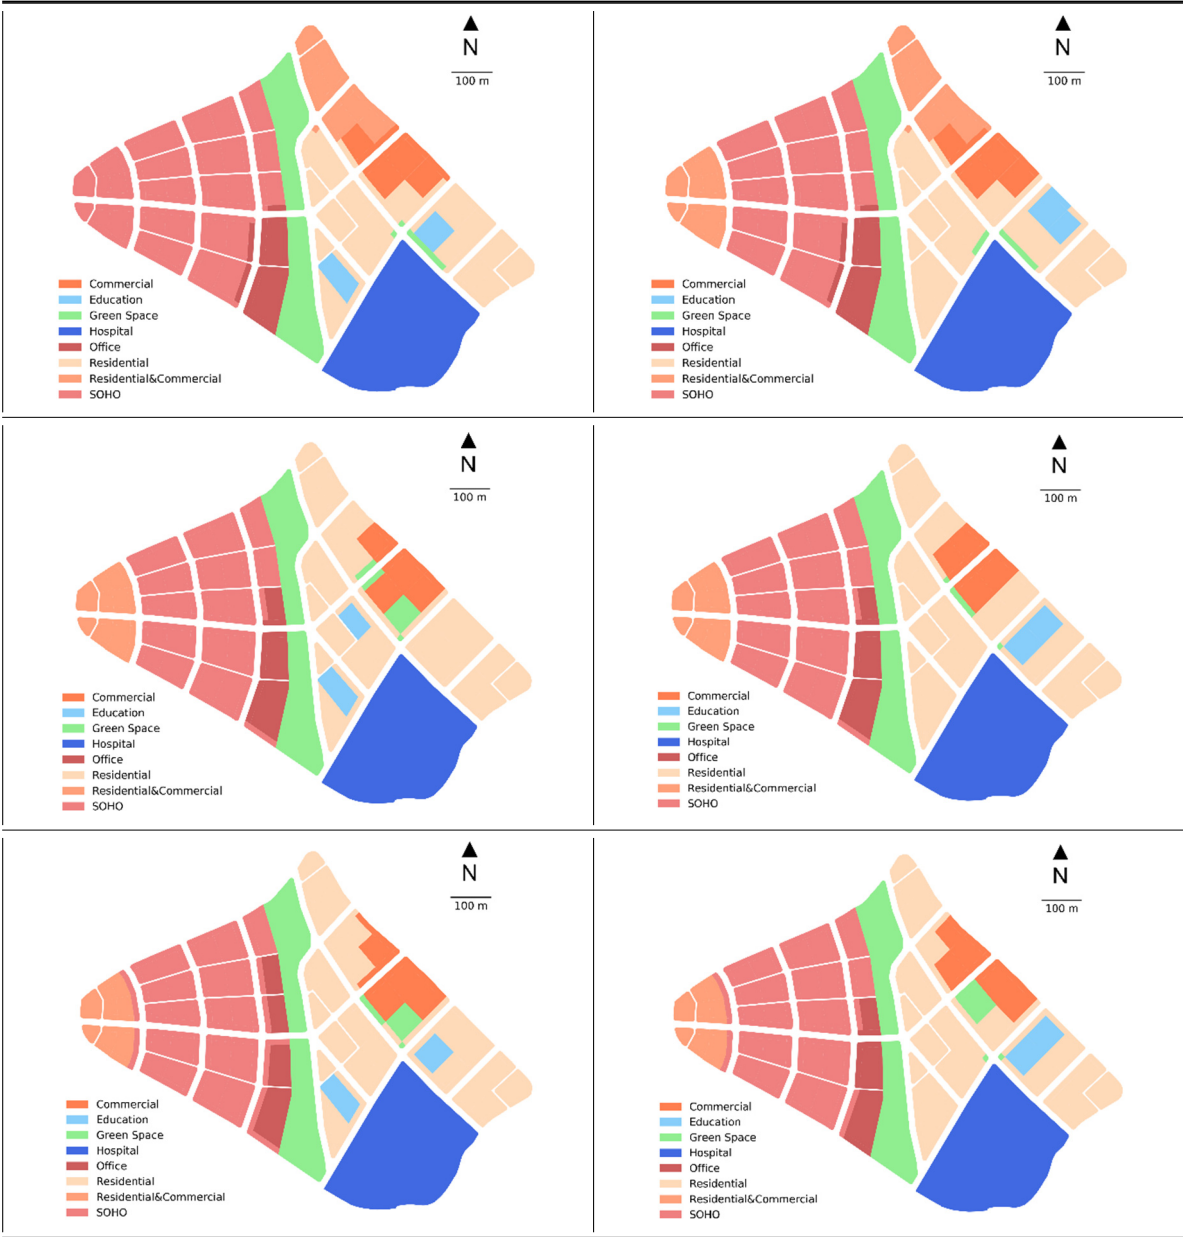 N
100 m
Commercial
Education
Green Space
Hospital
Office
Residential
Residential&Commercial
SOHO
N
100 m
Commercial
Education
Green Space
Hospital
Office
Residential
Residential&Commercial
SOHO
N
100 m
Commercial
Education
Green Space
Hospital
Office
Residential
Residential&Commercial
SOHO
N
100 m
Commercial
Education
Green Space
Hospital
Office
Residential
Residential&Commercial
SOHO
N
100 m
Commercial
Education
Green Space
Hospital
Office
Residential
Residential&Commercial
SOHO
N
100 m
Commercial
Education
Green Space
Hospital
Office
Residential
Residential&Commercial
SOHO